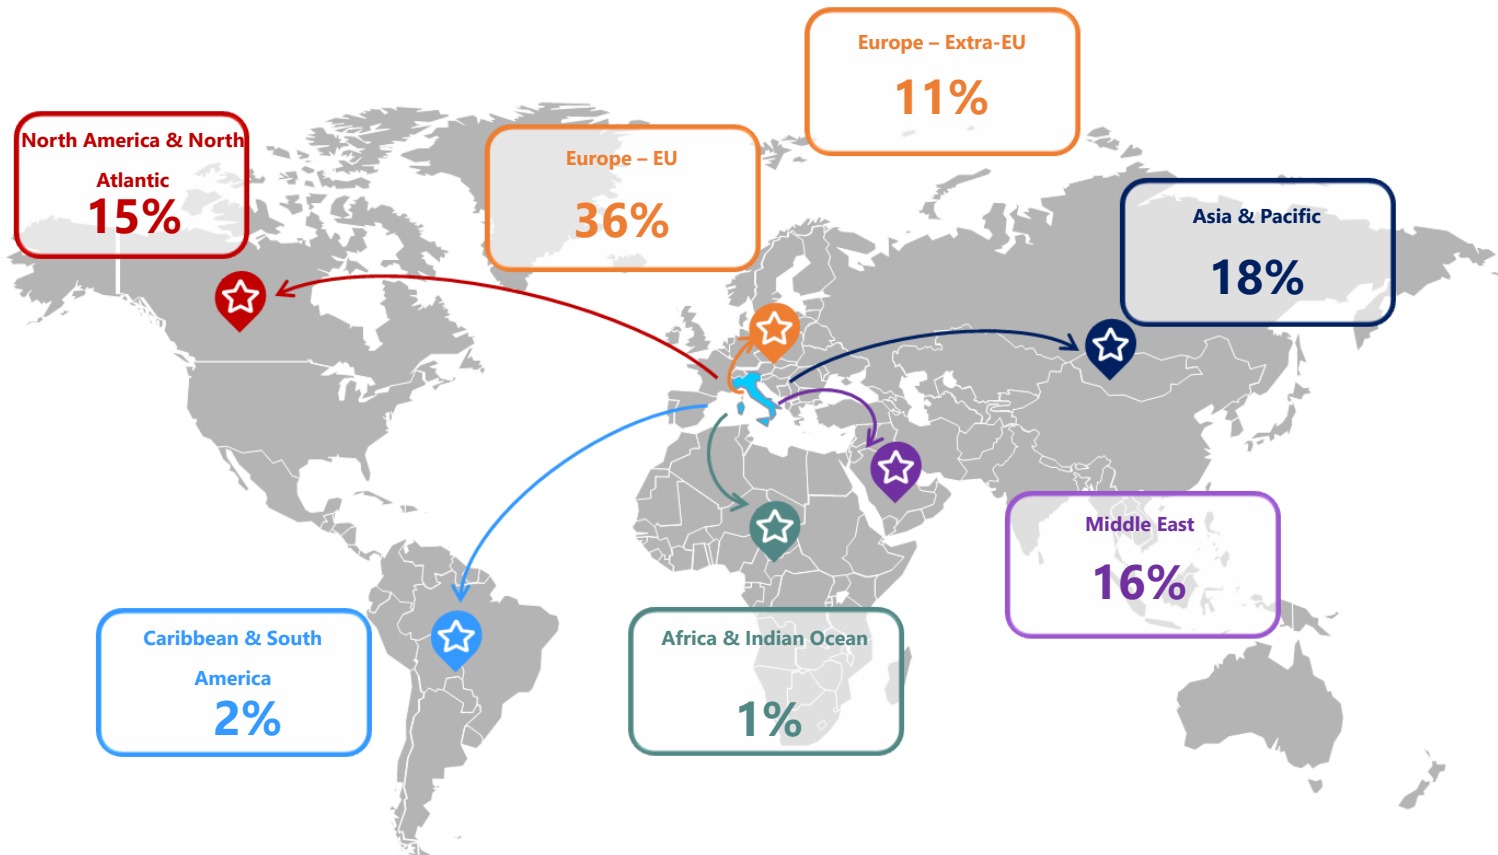 Europe – Extra-EU
11%
North America & North
Atlantic
15%
Europe – EU
36%
Asia & Pacific
18%
Middle East
16%
Caribbean & South
America
2%
Africa & Indian Ocean
1%